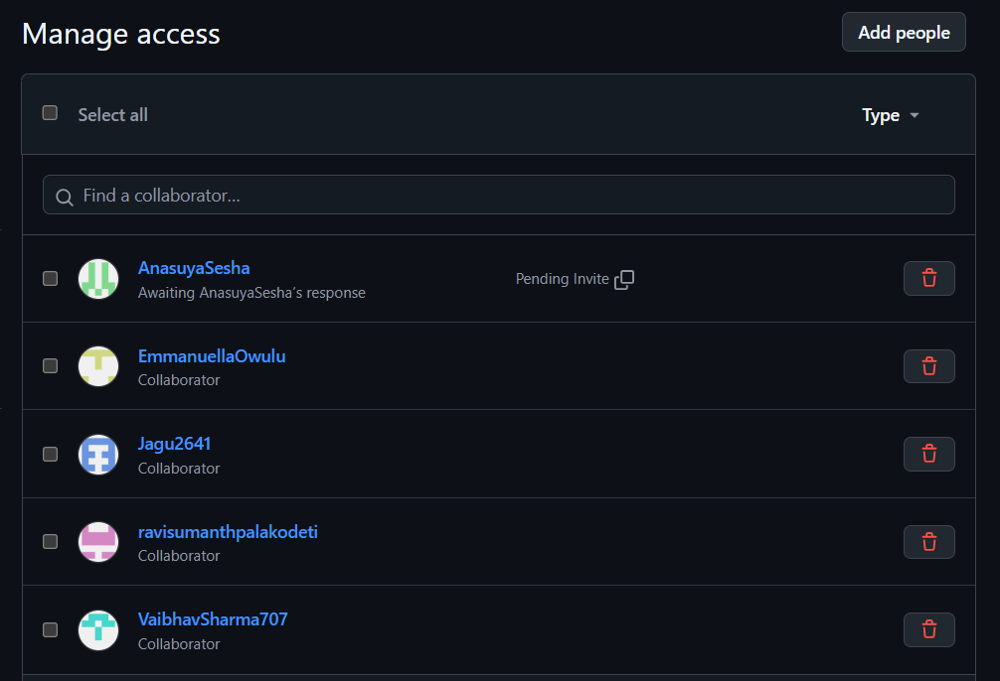 Manage access
Add people
Select all
Type
Find a collaborator...
AnasuyaSesha
Awaiting AnasuyaSesha's response
Pending Invite
EmmanuellaOwulu
Collaborator
Jagu2641
Collaborator
ravisumanthpalakodeti
Collaborator
VaibhavSharma707
Collaborator